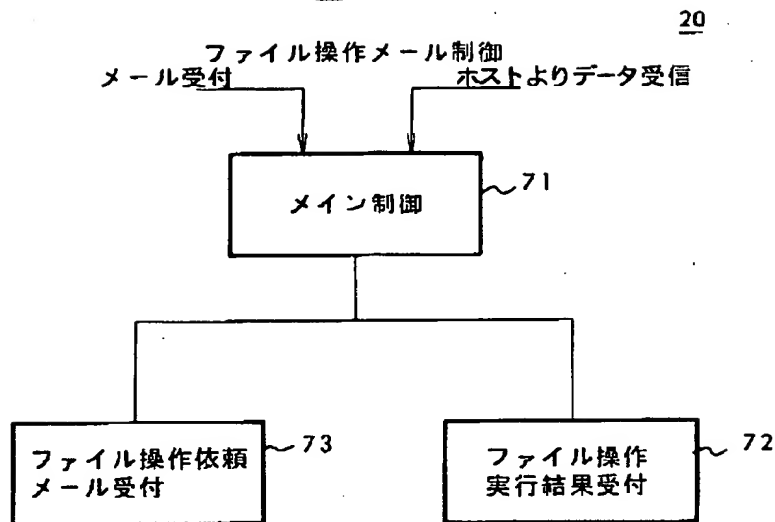 20
ファイル操作メール制御
メール受付
ホストよりデータ受信
メイン制御
71
ファイル操作依頼
メール受付
73
ファイル操作
実行結果受付
72